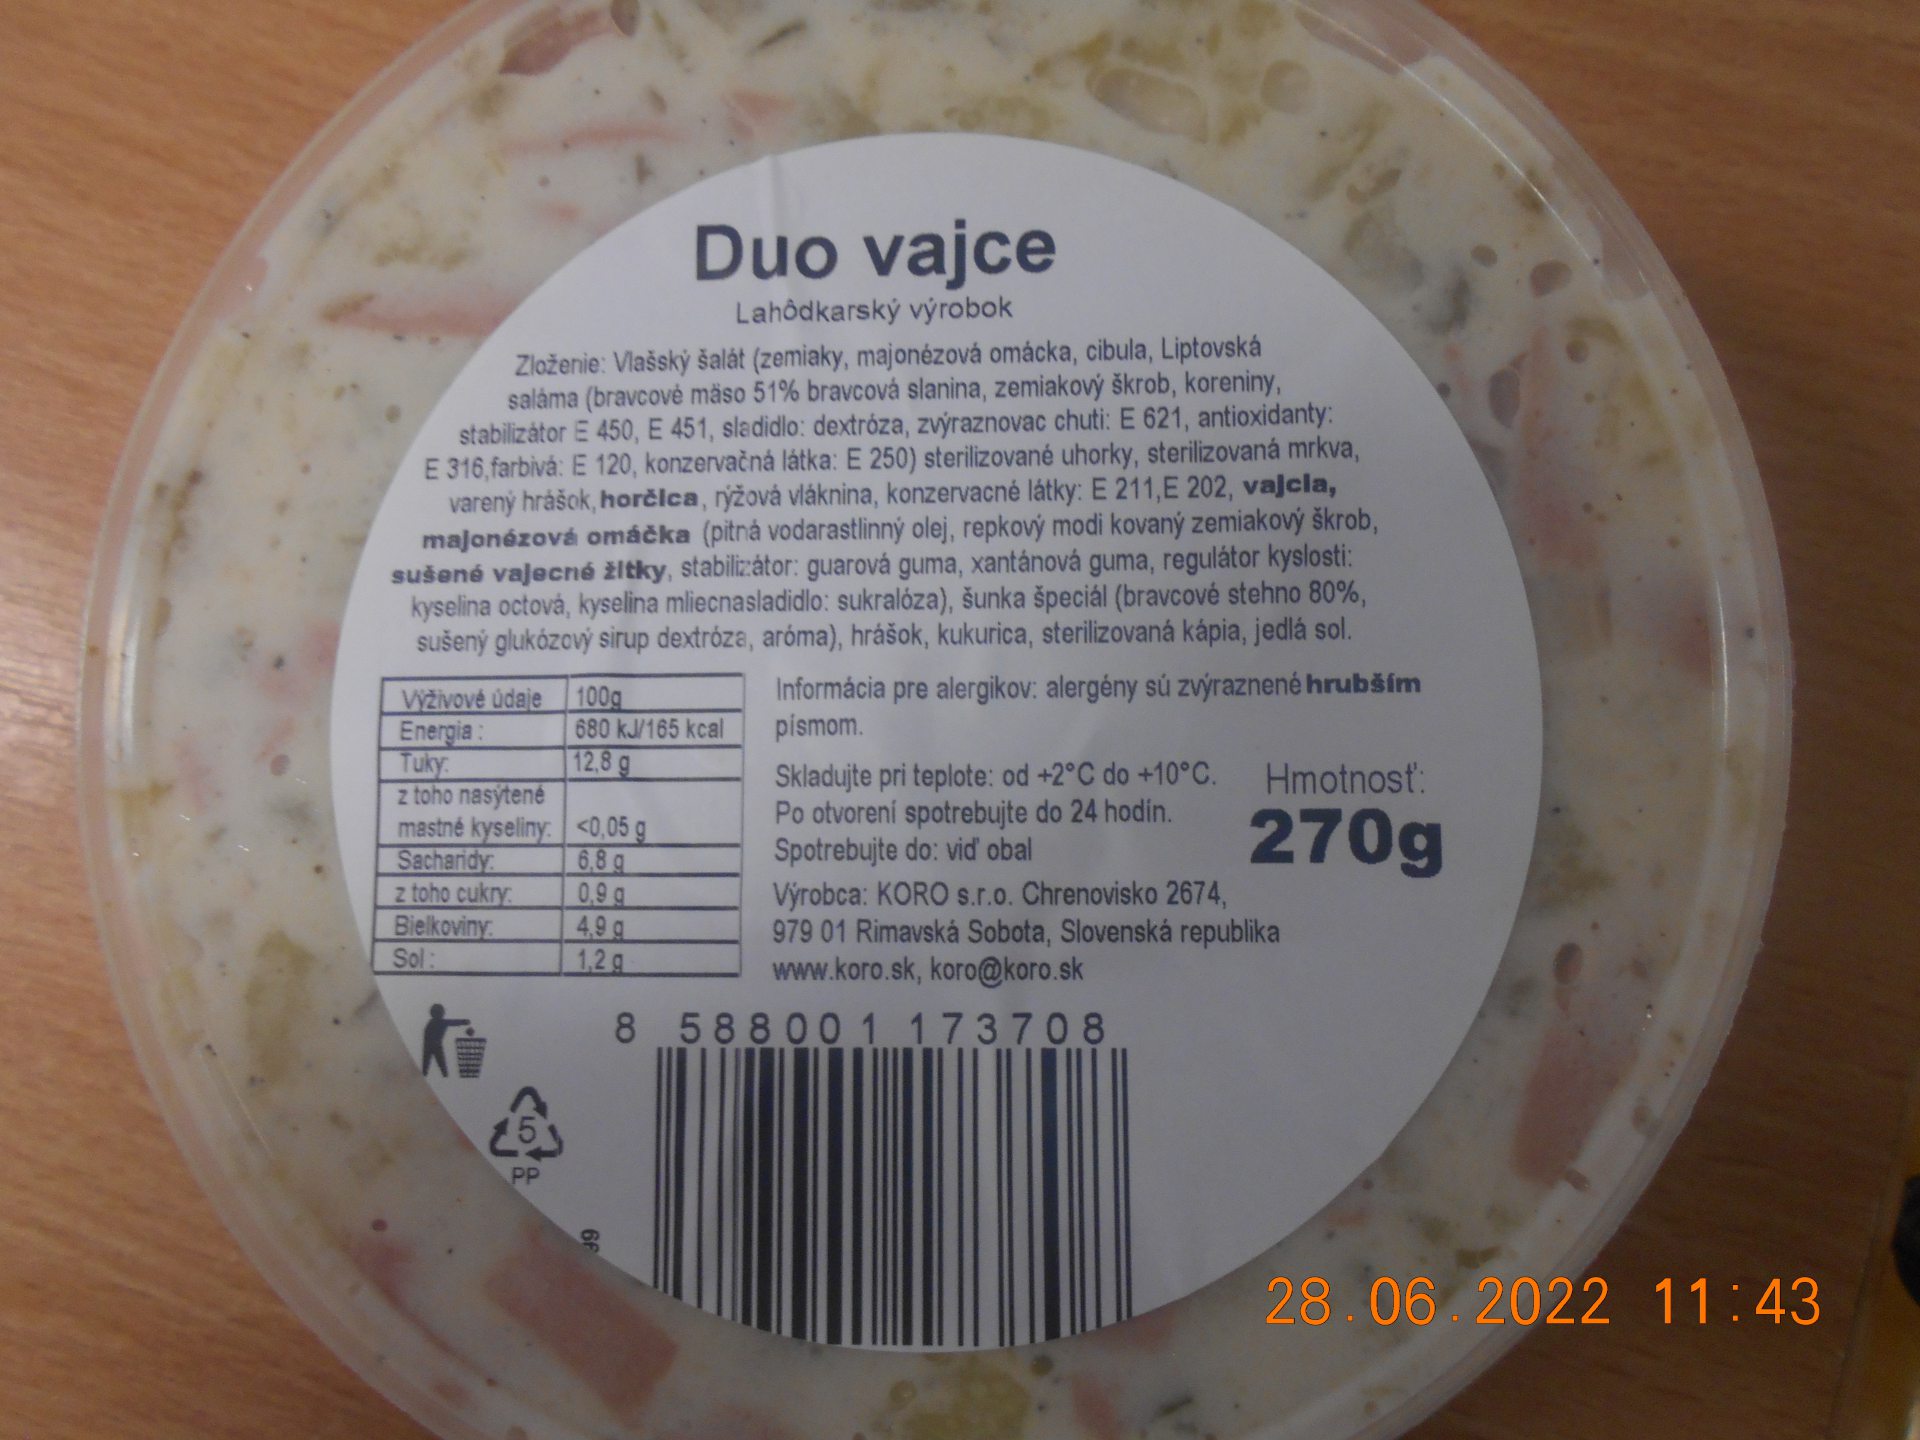 Duo vajce
Lahôdkarský výrobok
Zloženie: Vlašský šalát (zemiaky, majonézová omácka, cibula, Liptovská
saláma (bravcové mäso 51% bravcová slanina, zemiakový škrob, koreniny,
stabilizátor E 450, E 451, sladidlo: dextróza, zvýraznovac chuti: E 621, antioxidanty:
E 316,farbivá: E 120, konzervačná látka: E 250) sterilizované uhorky, sterilizovaná mrkva,
varený hrášok, horčica, rýžová vláknina, konzervacné látky: E 211,E 202, vajcia,
majonézová omáčka (pitná vodarastlinný olej, repkový modi kovaný zemiakový škrob,
sušené vajecné žltky, stabilizátor: guarová guma, xantánová guma, regulátor kyslosti:
kyselina octová, kyselina mliecnasladidlo: sukralóza), šunka špeciál (bravcové stehno 80%,
sušený glukózový sirup dextróza, aróma), hrášok, kukurica, sterilizovaná kápia, jedlá sol.
Výživové údaje 100g
Energia : 680 kJ/165 kcal
Tuky: 12,8 g
z toho nasýtené
mastné kyseliny: <0,05 g
Sacharidy: 6,8 g
z toho cukry: 0,9 g
Bielkoviny: 4,9 g
Sol : 1,2 g
Informácia pre alergikov: alergény sú zvýraznené hrubším
písmom.
Skladujte pri teplote: od +2°C do +10°C.
Po otvorení spotrebujte do 24 hodín.
Spotrebujte do: viď obal
Hmotnosť:
270g
Výrobca: KORO s.r.o. Chrenovisko 2674,
979 01 Rimavská Sobota, Slovenská republika
www.koro.sk, koro@koro.sk
8 588001 173708
5
PP
28.06.2022 11:43